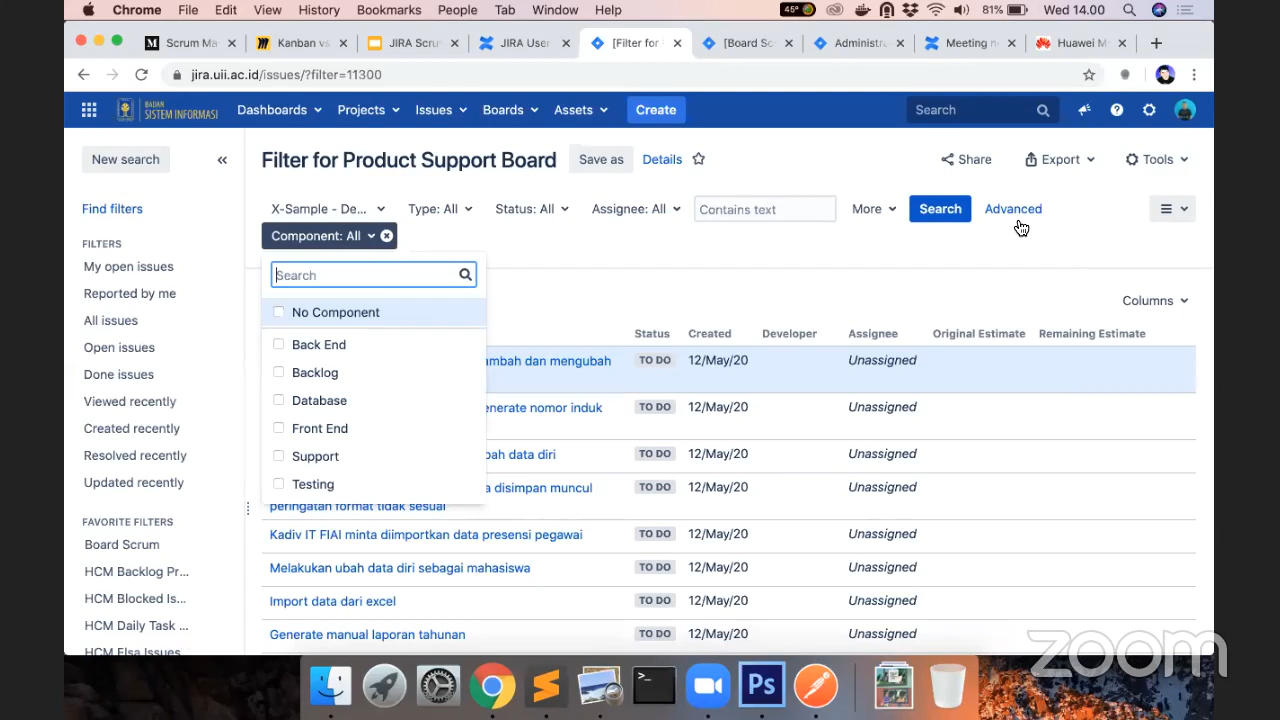 Chrome File Edit View History Bookmarks People Tab Window Help 45° 81% Wed 14.00
Scrum Ma Kanban vs JIRA Scru JIRA User [Filter for [Board Sc Administr Meeting n Huawei M
jira.uii.ac.id/issues/?filter=11300
BADAN
SISTEM INFORMASI
Dashboards Projects Issues Boards Assets Create Search
New search
Filter for Product Support Board Save as Details Share Export Tools
Find filters
X-Sample - De... Type: All Status: All Assignee: All Contains text More Search Advanced
Component: All
FILTERS
My open issues
Reported by me
All issues
Open issues
Done issues
Viewed recently
Created recently
Resolved recently
Updated recently
FAVORITE FILTERS
Board Scrum
HCM Backlog Pr...
HCM Blocked Is...
HCM Daily Task ...
HCM Elsa Issues
Search
No Component
Back End
Backlog
Database
Front End
Support
Testing
Columns
Status Created Developer Assignee Original Estimate Remaining Estimate
ambah dan mengubah TO DO 12/May/20 Unassigned
enerate nomor induk TO DO 12/May/20 Unassigned
bah data diri TO DO 12/May/20 Unassigned
a disimpan muncul TO DO 12/May/20 Unassigned
peringatan format tidak sesuai
Kadiv IT FIAI minta diimportkan data presensi pegawai TO DO 12/May/20 Unassigned
Melakukan ubah data diri sebagai mahasiswa TO DO 12/May/20 Unassigned
Import data dari excel TO DO 12/May/20 Unassigned
Generate manual laporan tahunan TO DO 12/May/20 Unassigned
zoom
Ps